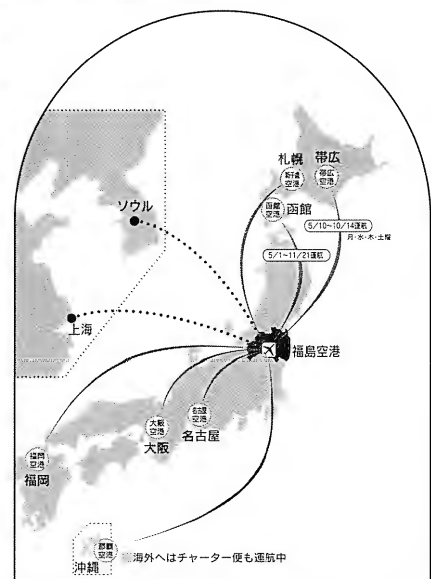 札幌
帯広
新千歳
空港
帯広
空港
函館
空港
函館
5/10～10/14運航
月・水・木・土曜
5/1～11/21運航
ソウル
上海
福島空港
名古屋
空港
名古屋
大阪
空港
大阪
福岡
空港
福岡
那覇
空港
沖縄
海外へはチャーター便も運航中